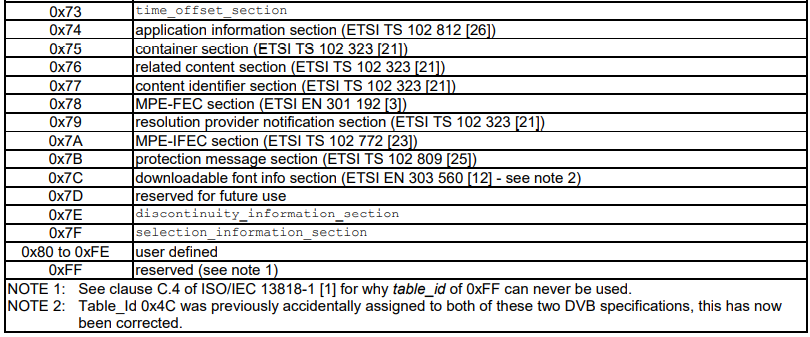 0x73 time_offset_section
0x74 application information section (ETSI TS 102 812 [26])
0x75 container section (ETSI TS 102 323 [21])
0x76 related content section (ETSI TS 102 323 [21])
0x77 content identifier section (ETSI TS 102 323 [21])
0x78 MPE-FEC section (ETSI EN 301 192 [3])
0x79 resolution provider notification section (ETSI TS 102 323 [21])
0x7A MPE-IFEC section (ETSI TS 102 772 [23])
0x7B protection message section (ETSI TS 102 809 [25])
0x7C downloadable font info section (ETSI EN 303 560 [12] - see note 2)
0x7D reserved for future use
0x7E discontinuity_information_section
0x7F selection_information_section
0x80 to 0xFE user defined
0xFF reserved (see note 1)
NOTE 1: See clause C.4 of ISO/IEC 13818-1 [1] for why table_id of 0xFF can never be used.
NOTE 2: Table_Id 0x4C was previously accidentally assigned to both of these two DVB specifications, this has now
been corrected.